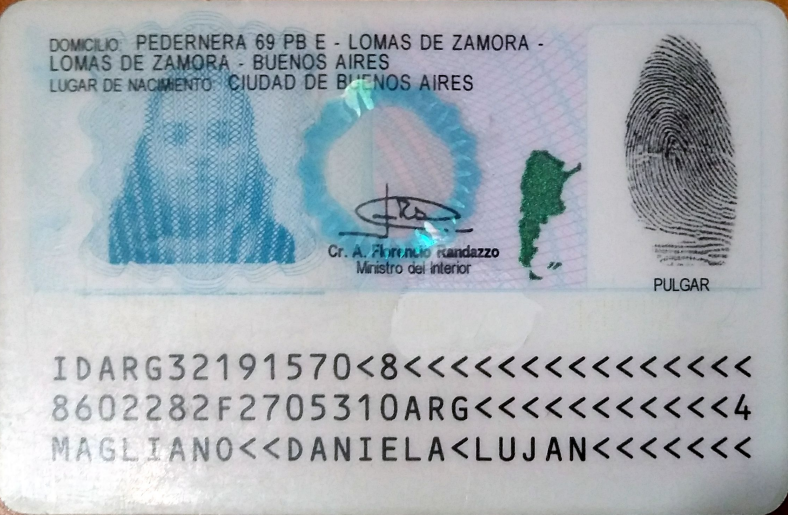 DOMICILIO: PEDERNERA 69 PB E - LOMAS DE ZAMORA -
LOMAS DE ZAMORA - BUENOS AIRES
LUGAR DE NACIMIENTO: CIUDAD DE BUENOS AIRES
Cr. A. Florencio Randazzo
Ministro del Interior
PULGAR
IDARG32191570<8<<<<<<<<<<<<<<<
8602282F2705310ARG<<<<<<<<<<<4
MAGLIANO<<DANIELA<LUJAN<<<<<<<